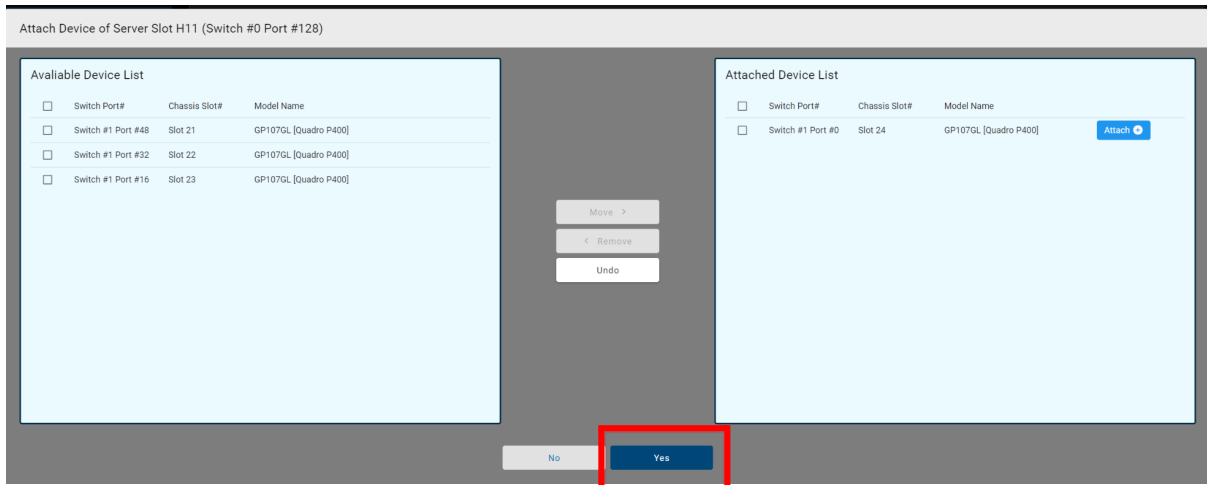 Attach Device of Server Slot H11 (Switch #0 Port #128)
Avaliable Device List
Switch Port# Chassis Slot# Model Name
Switch #1 Port #48 Slot 21 GP107GL [Quadro P400]
Switch #1 Port #32 Slot 22 GP107GL [Quadro P400]
Switch #1 Port #16 Slot 23 GP107GL [Quadro P400]
Move >
< Remove
Undo
Attached Device List
Switch Port# Chassis Slot# Model Name
Switch #1 Port #0 Slot 24 GP107GL [Quadro P400] Attach
No
Yes